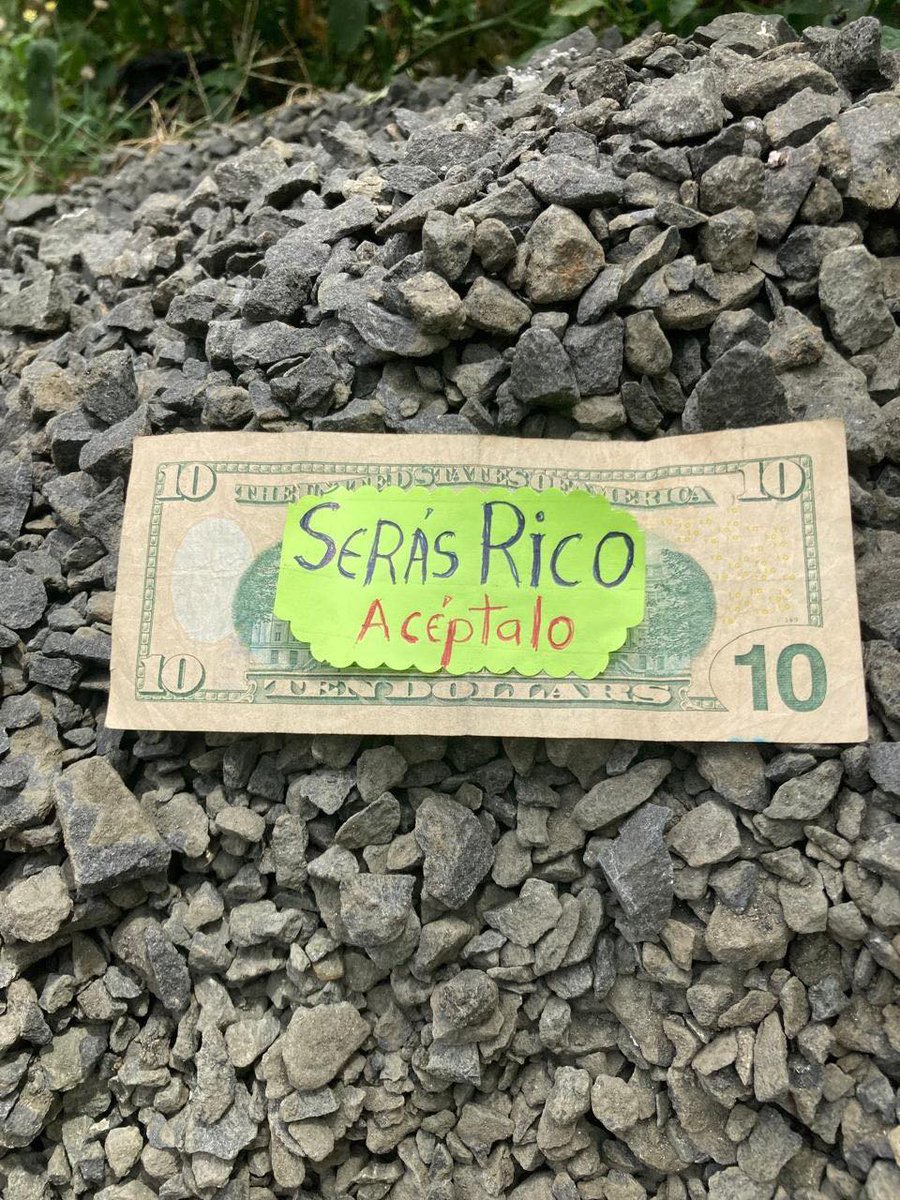 10 10
THE UNITED STATES OF AMERICA
SERÁS RICO
Acéptalo
10 TEN DOLLARS 10